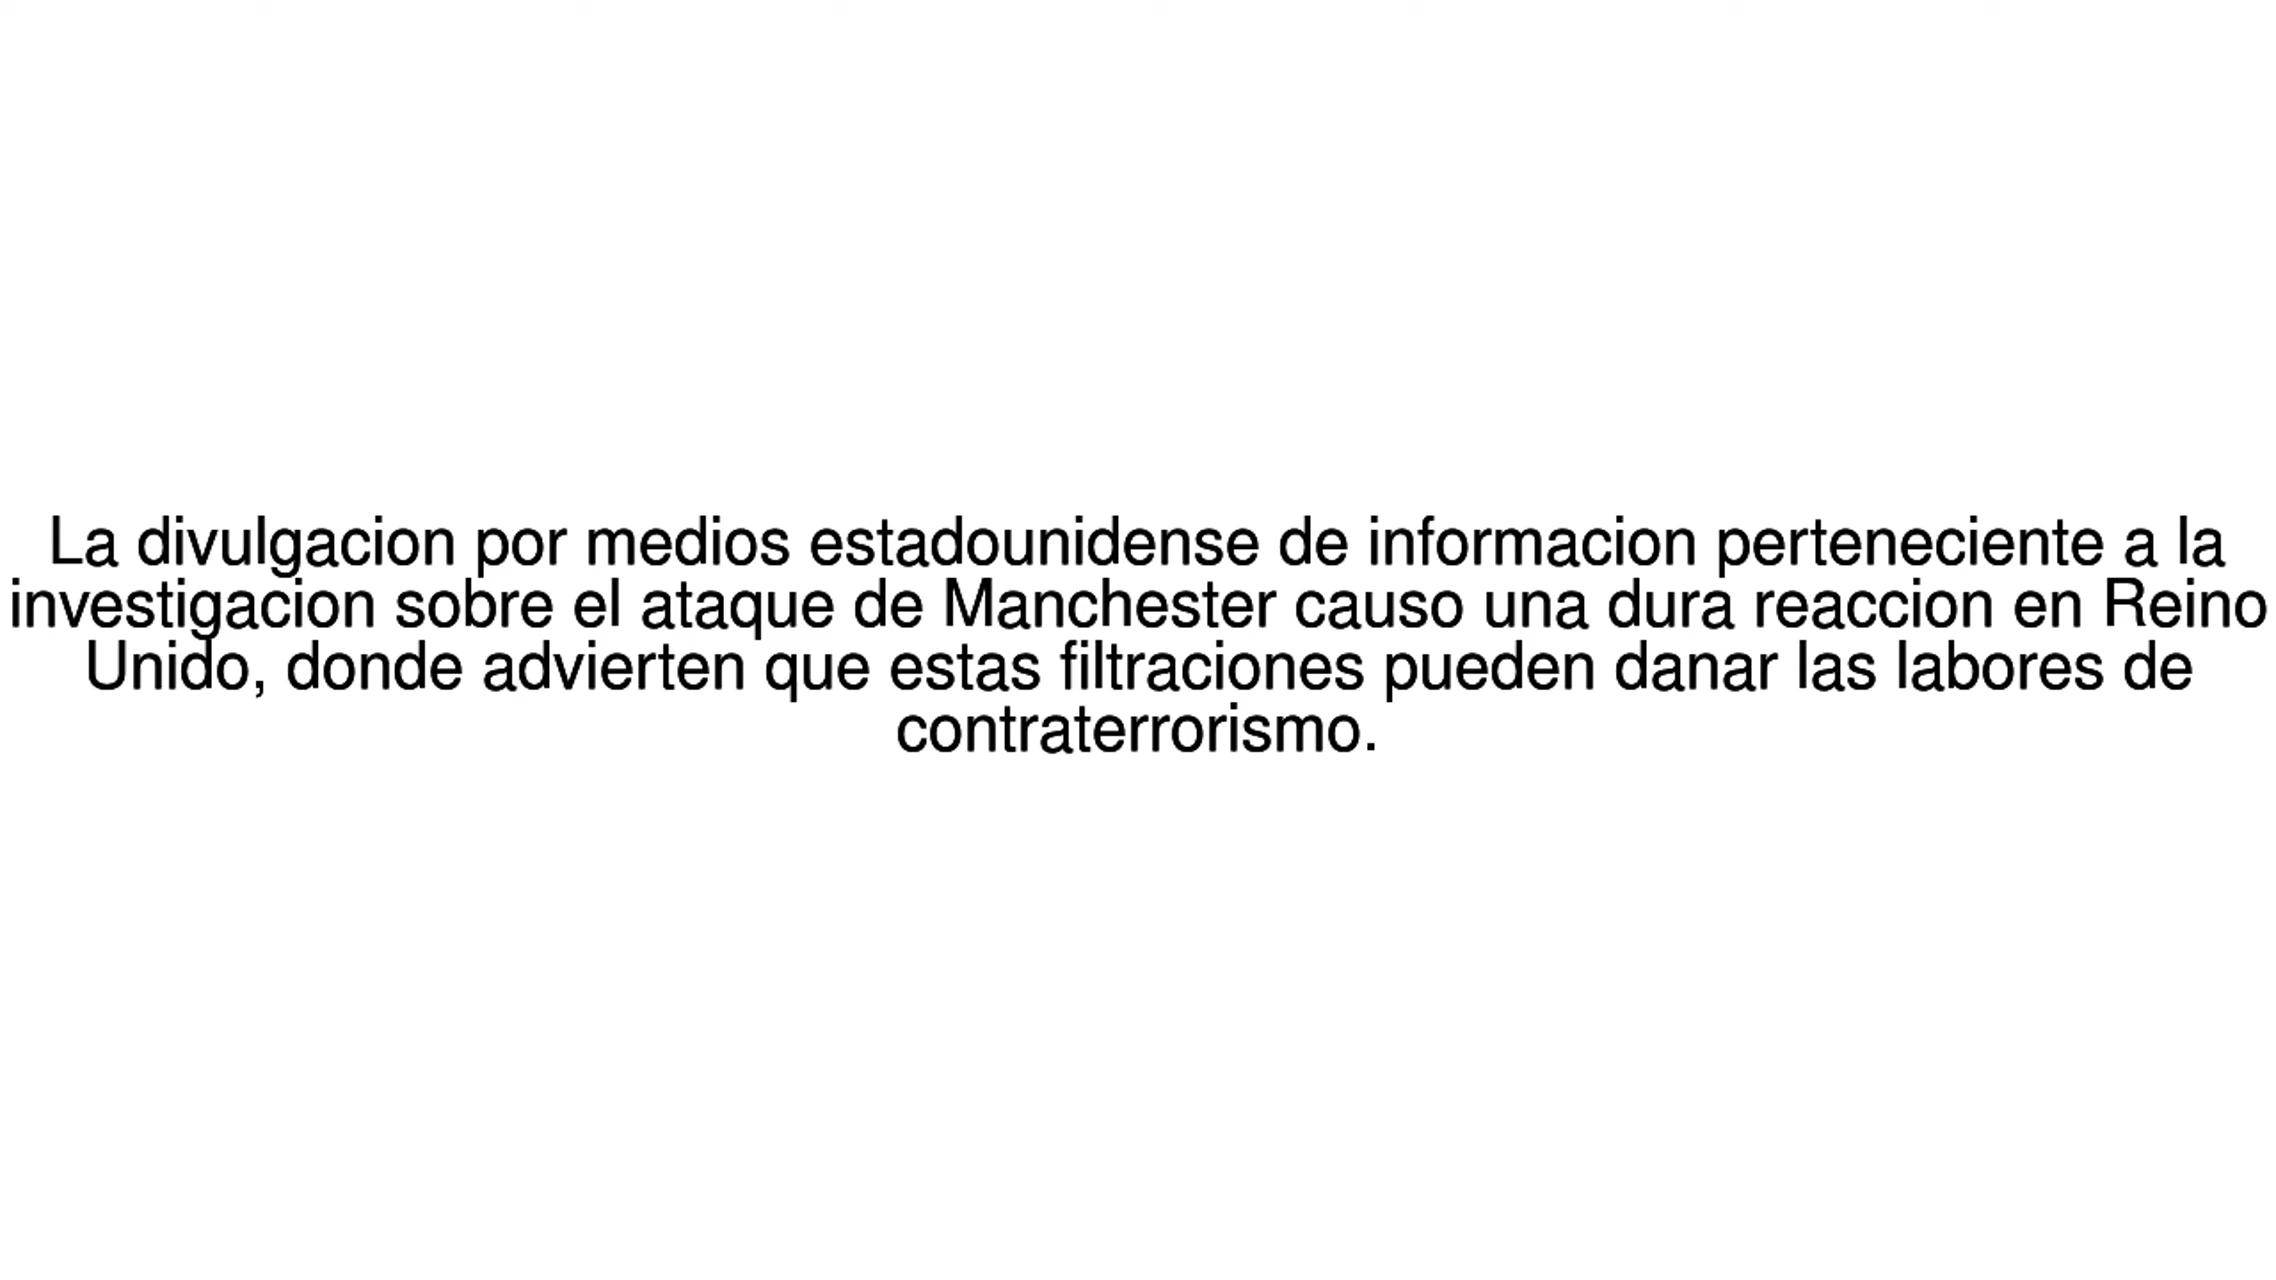 La divulgacion por medios estadounidense de informacion perteneciente a la
investigacion sobre el ataque de Manchester causo una dura reaccion en Reino
Unido, donde advierten que estas filtraciones pueden danar las labores de
contraterrorismo.